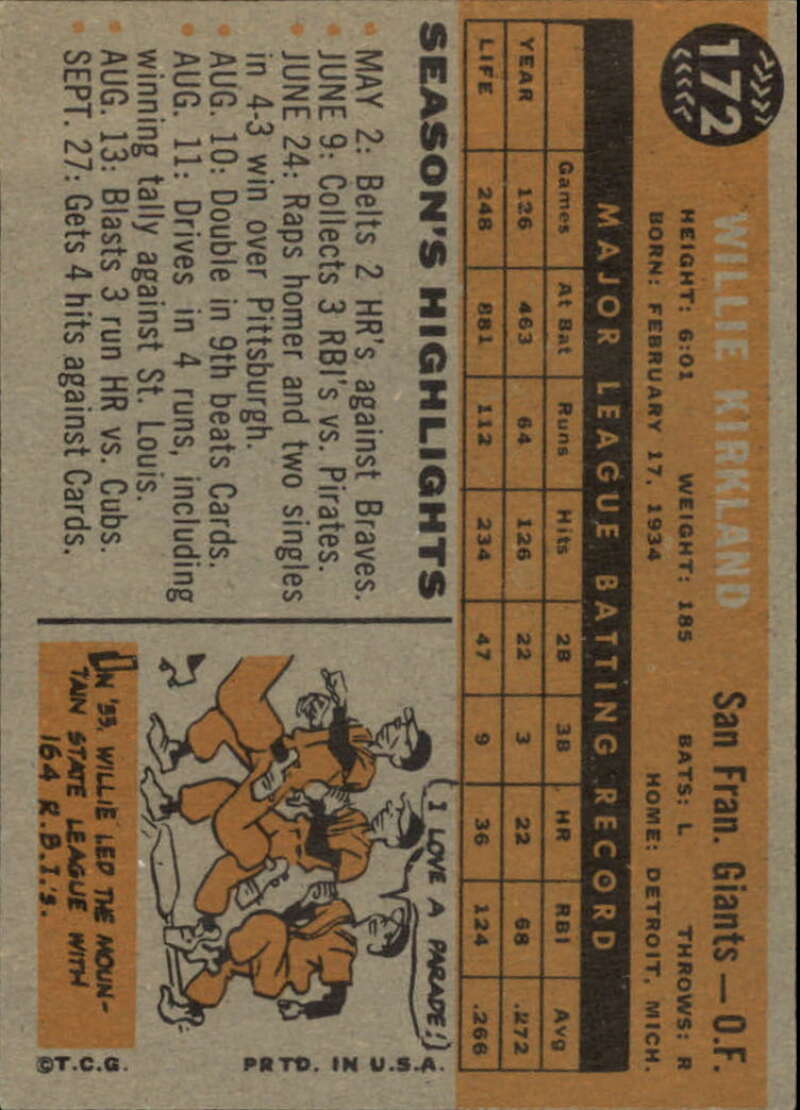 172
WILLIE KIRKLAND San Fran. Giants — O.F.
HEIGHT: 6:01 WEIGHT: 185 BATS: L THROWS: R
BORN: FEBRUARY 17, 1934 HOME: DETROIT, MICH.
MAJOR LEAGUE BATTING RECORD
Games At Bat Runs Hits 2B 3B HR RBI Avg
YEAR 126 463 64 126 22 3 22 68 .272
LIFE 248 881 112 234 47 9 36 124 .266
SEASON'S HIGHLIGHTS
• MAY 2: Belts 2 HR's against Braves.
• JUNE 9: Collects 3 RBI's vs. Pirates.
• JUNE 24: Raps homer and two singles
in 4-3 win over Pittsburgh.
• AUG. 10: Double in 9th beats Cards.
• AUG. 11: Drives in 4 runs, including
winning tally against St. Louis.
• AUG. 13: Blasts 3 run HR vs. Cubs.
• SEPT. 27: Gets 4 hits against Cards.
I LOVE A PARADE!
IN '55, WILLIE LED THE MOUN-
TAIN STATE LEAGUE WITH
164 R.B.I.'S.
PRTD. IN U.S.A.
©T.C.G.